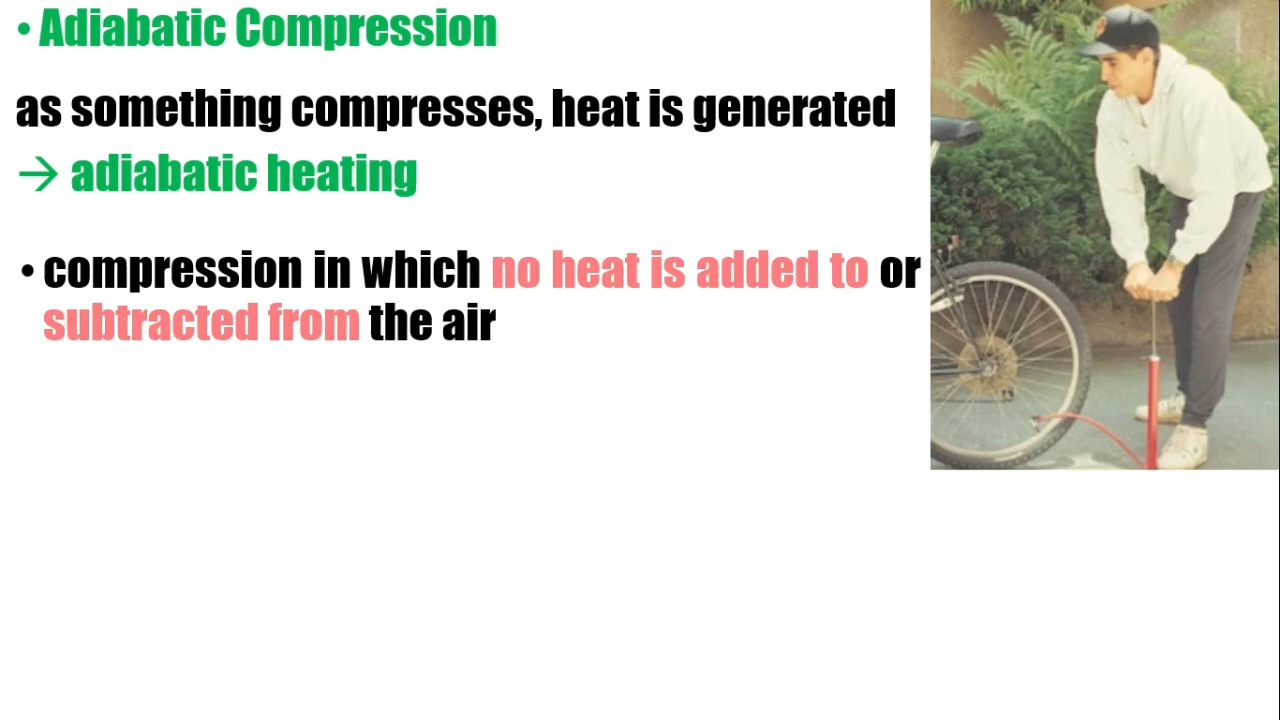 • Adiabatic Compression
as something compresses, heat is generated
→ adiabatic heating
• compression in which no heat is added to or
subtracted from the air